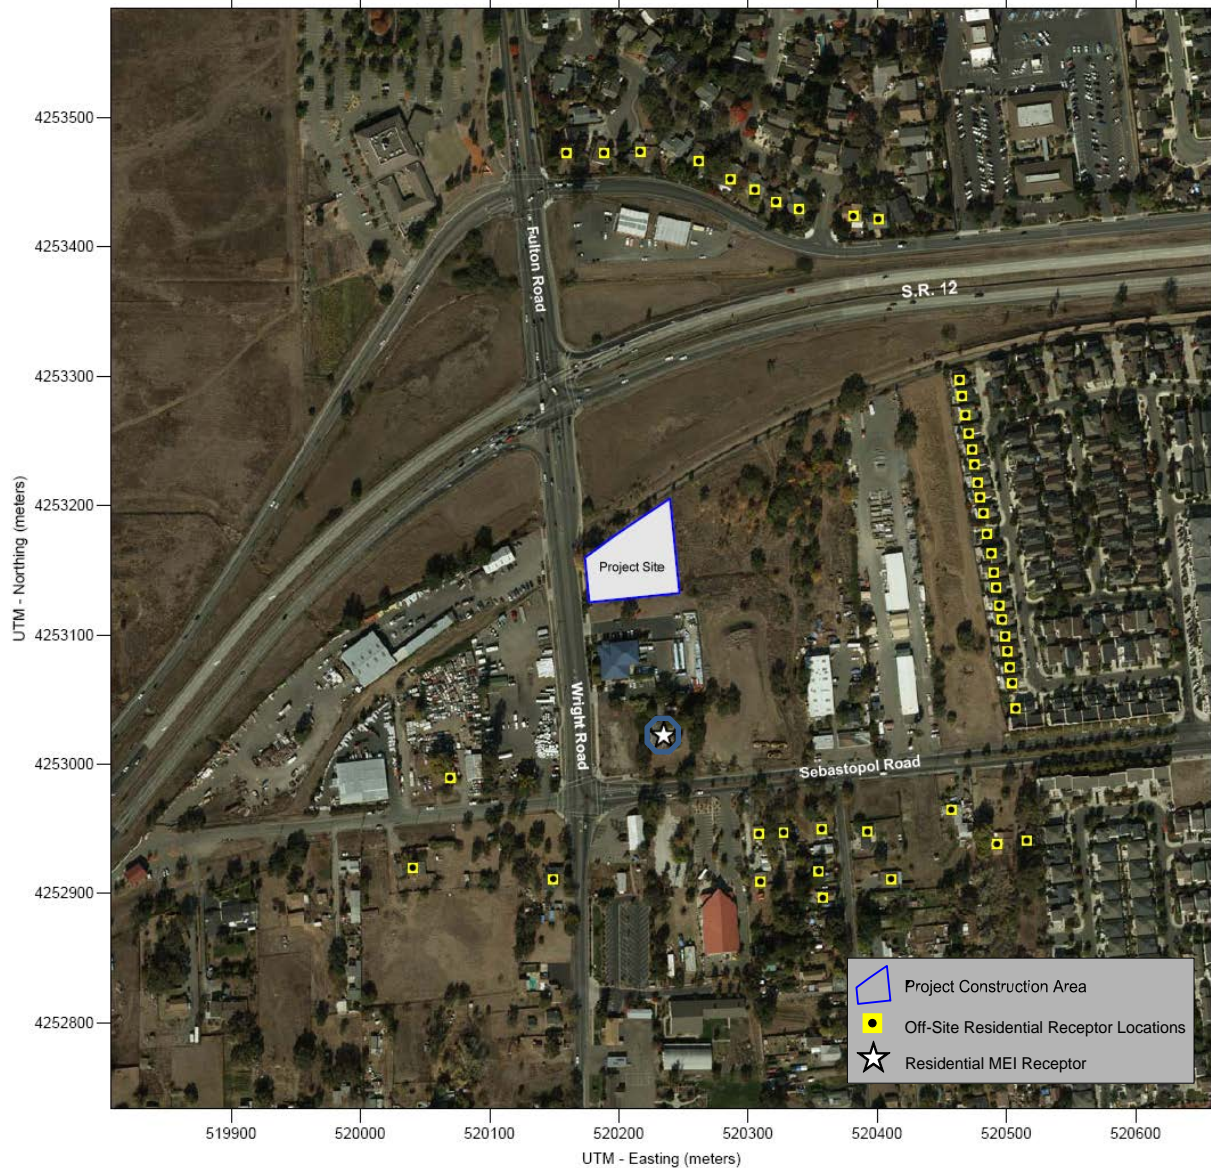 4253500
4253400
4253300
4253200
4253100
4253000
4252900
4252800
UTM - Northing (meters)
Fulton Road
S.R. 12
Project Site
Wright Road
Sebastopol Road
Project Construction Area
Off-Site Residential Receptor Locations
Residential MEI Receptor
519900 520000 520100 520200 520300 520400 520500 520600
UTM - Easting (meters)